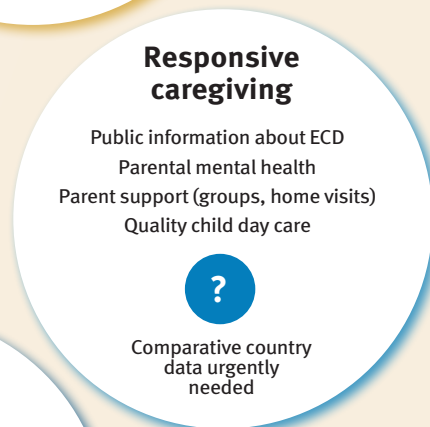 Responsive
caregiving
Public information about ECD
Parental mental health
Parent support (groups, home visits)
Quality child day care
?
Comparative country
data urgently
needed